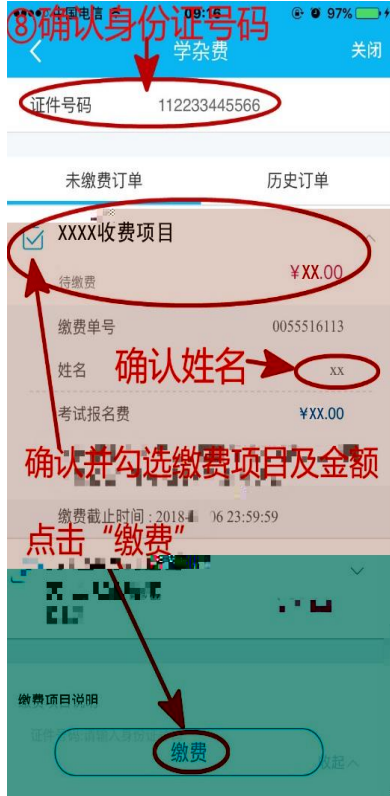 中国电信 09:16 97%
⑧确认身份证号码
学杂费 关闭
证件号码 112233445566
未缴费订单 历史订单
XXXX收费项目
待缴费 ¥XX.00
缴费单号 0055516113
姓名 确认姓名 xx
考试报名费 ¥XX.00
确认并勾选缴费项目及金额
缴费截止时间 : 2018- 06 23:59:59
点击“缴费”
缴费项目说明
缴费
收起